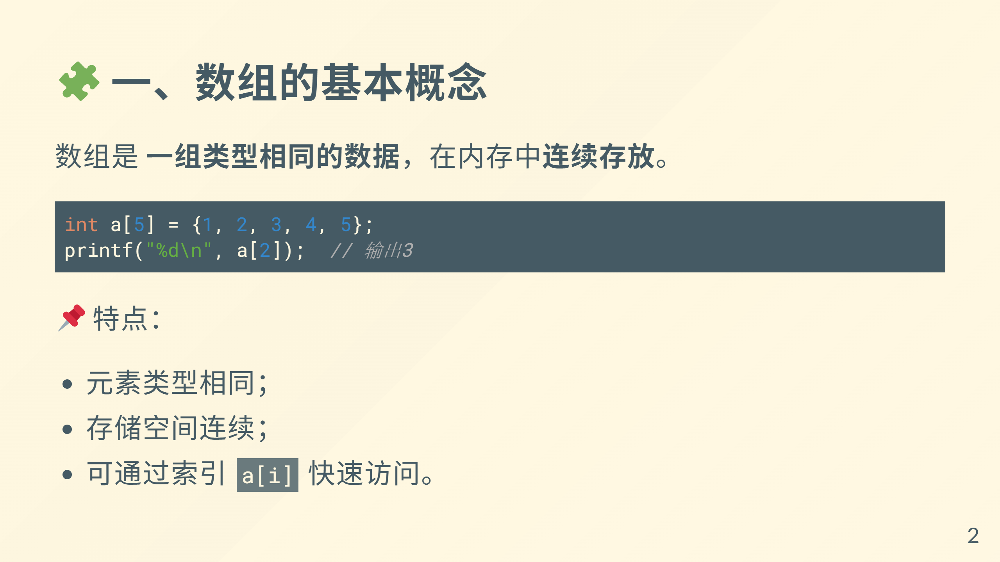 🧩 一、数组的基本概念
数组是 一组类型相同的数据，在内存中连续存放。
int a[5] = {1, 2, 3, 4, 5};
printf("%d\n", a[2]);  // 输出3
📌 特点：
• 元素类型相同；
• 存储空间连续；
• 可通过索引 a[i] 快速访问。
2